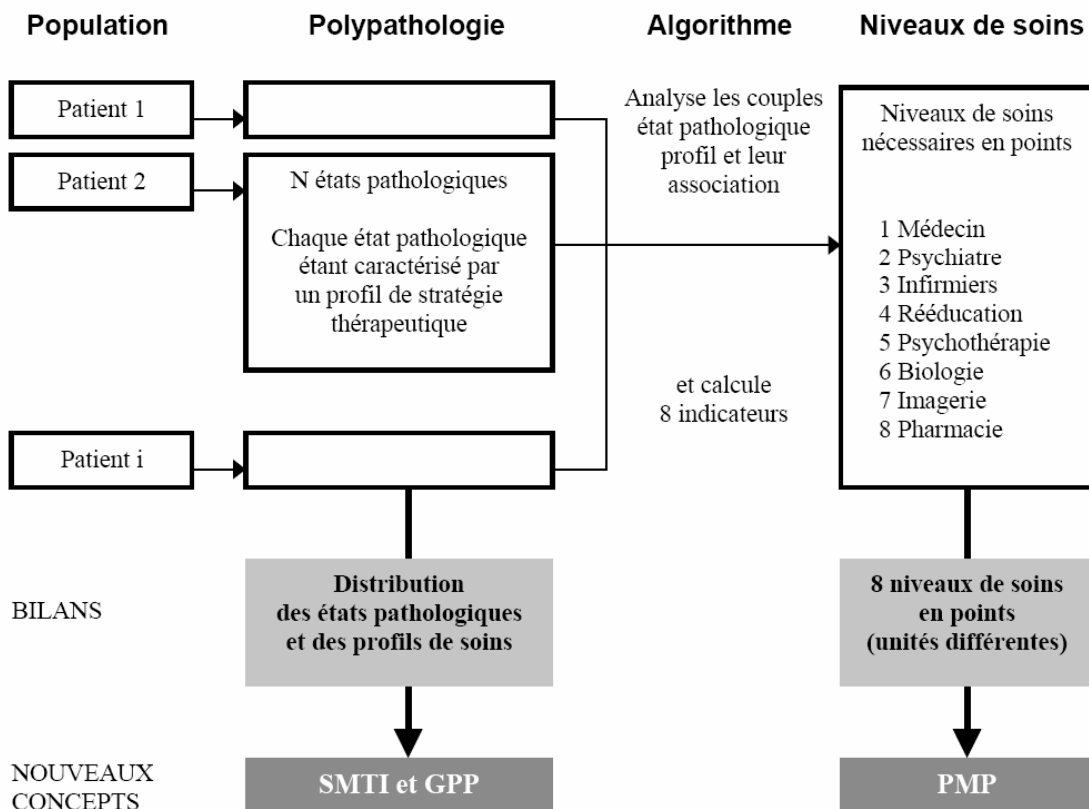 Population
Polypathologie
Algorithme
Niveaux de soins
Patient 1
Patient 2
N états pathologiques
Chaque état pathologique
étant caractérisé par
un profil de stratégie
thérapeutique
Patient i
Analyse les couples
état pathologique
profil et leur
association
et calcule
8 indicateurs
Niveaux de soins
nécessaires en points
1 Médecin
2 Psychiatre
3 Infirmiers
4 Rééducation
5 Psychothérapie
6 Biologie
7 Imagerie
8 Pharmacie
BILANS
Distribution
des états pathologiques
et des profils de soins
8 niveaux de soins
en points
(unités différentes)
NOUVEAUX
CONCEPTS
SMTI et GPP
PMP